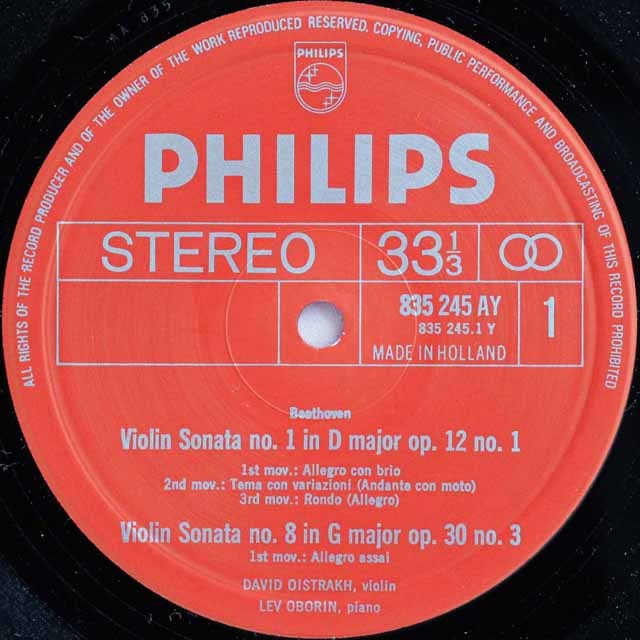 AA 835
ALL RIGHTS OF THE RECORD PRODUCER AND OF THE OWNER OF THE WORK REPRODUCED RESERVED. COPYING, PUBLIC PERFORMANCE AND BROADCASTING OF THIS RECORD PROHIBITED
PHILIPS
PHILIPS
STEREO 33 1/3
835 245 AY 1
835 245.1 Y
MADE IN HOLLAND
Beethoven
Violin Sonata no. 1 in D major op. 12 no. 1
1st mov.: Allegro con brio
2nd mov.: Tema con variazioni (Andante con moto)
3rd mov.: Rondo (Allegro)
Violin Sonata no. 8 in G major op. 30 no. 3
1st mov.: Allegro assai
DAVID OISTRAKH, violin
LEV OBORIN, piano